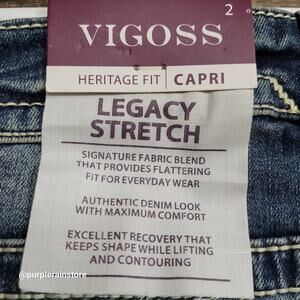 2
VIGOSS
HERITAGE FIT | CAPRI
LEGACY
STRETCH
SIGNATURE FABRIC BLEND
THAT PROVIDES FLATTERING
FIT FOR EVERYDAY WEAR
AUTHENTIC DENIM LOOK
WITH MAXIMUM COMFORT
EXCELLENT RECOVERY THAT
KEEPS SHAPE WHILE LIFTING
AND CONTOURING
@purplerainstore